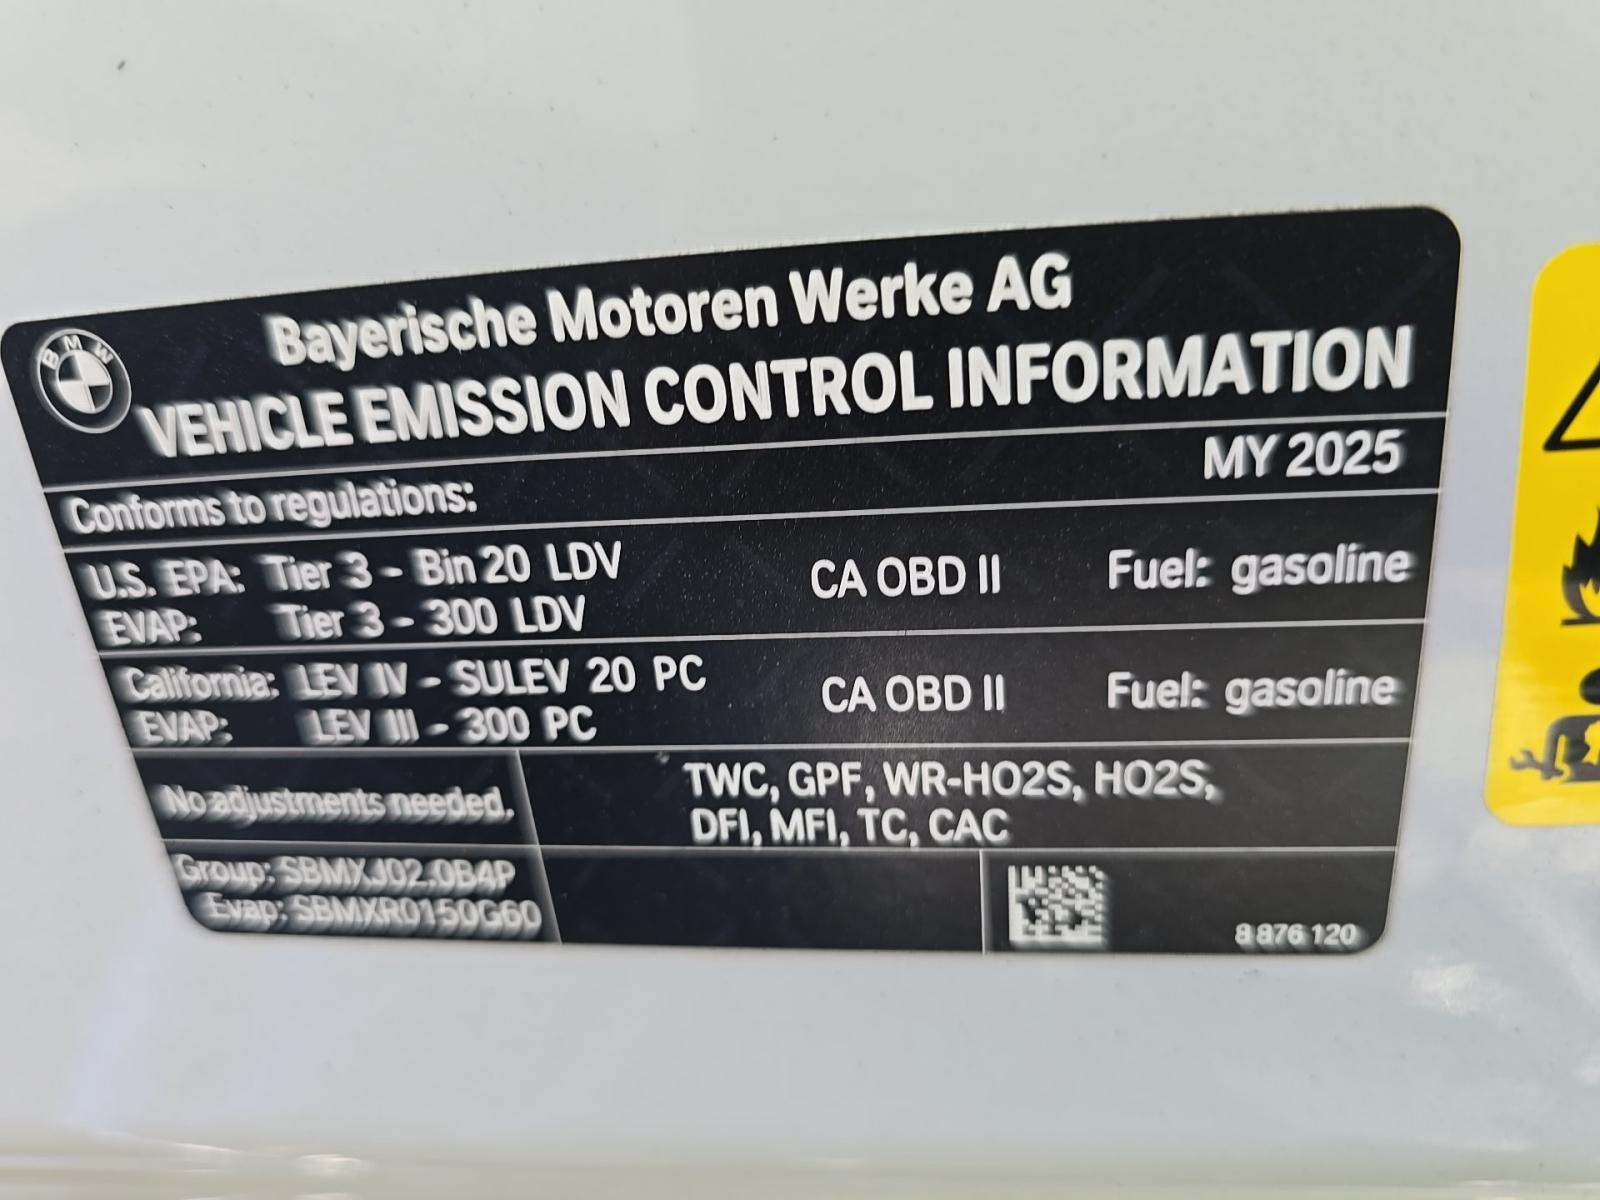 BMW
Bayerische Motoren Werke AG
VEHICLE EMISSION CONTROL INFORMATION
MY 2025
Conforms to regulations:
U.S. EPA: Tier 3 - Bin 20 LDV CA OBD II Fuel: gasoline
EVAP: Tier 3 - 300 LDV
California: LEV IV - SULEV 20 PC CA OBD II Fuel: gasoline
EVAP: LEV III - 300 PC
No adjustments needed.
TWC, GPF, WR-HO2S, HO2S,
DFI, MFI, TC, CAC
Group: SBMXJ02.0B4P
Evap: SBMXR0150G60
8 876 120